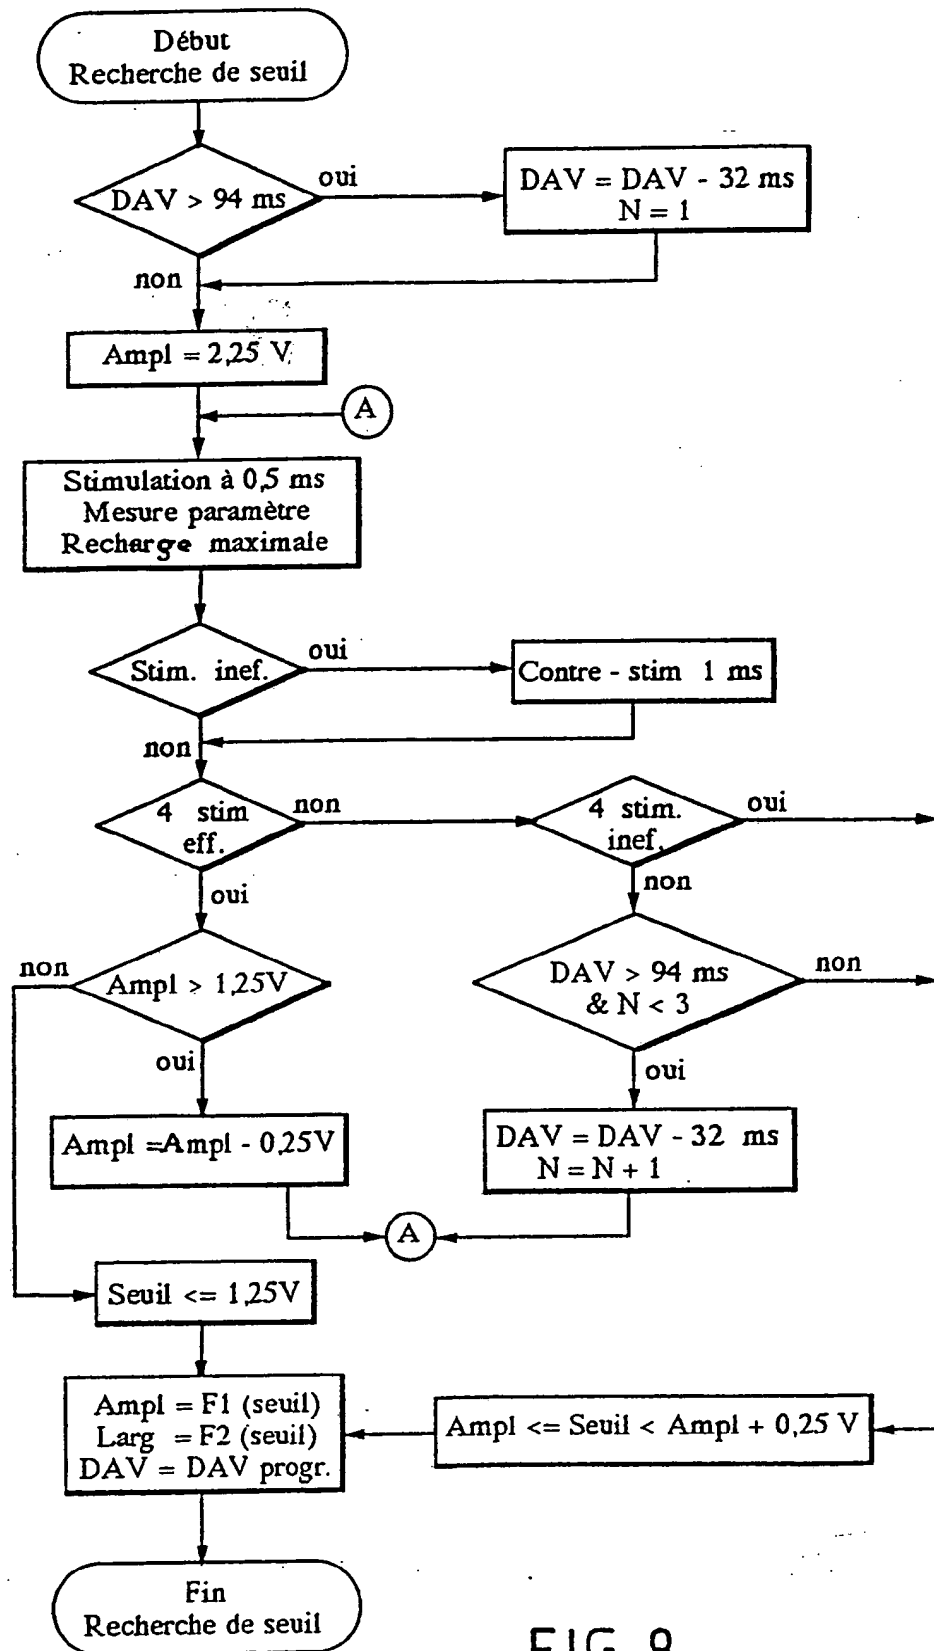 Début
Recherche de seuil
DAV > 94 ms
oui
DAV = DAV - 32 ms
N = 1
non
Ampl = 2,25 V
A
Stimulation à 0,5 ms
Mesure paramètre
Recharge maximale
Stim. inef.
oui
Contre - stim 1 ms
non
4 stim
eff.
non
4 stim.
inef.
oui
oui
non
non
Ampl > 1,25V
DAV > 94 ms
& N < 3
non
oui
oui
Ampl =Ampl - 0,25V
DAV = DAV - 32 ms
N = N + 1
A
Seuil <= 1,25V
Ampl = F1 (seuil)
Larg = F2 (seuil)
DAV = DAV progr.
Ampl <= Seuil < Ampl + 0,25 V
Fin
Recherche de seuil